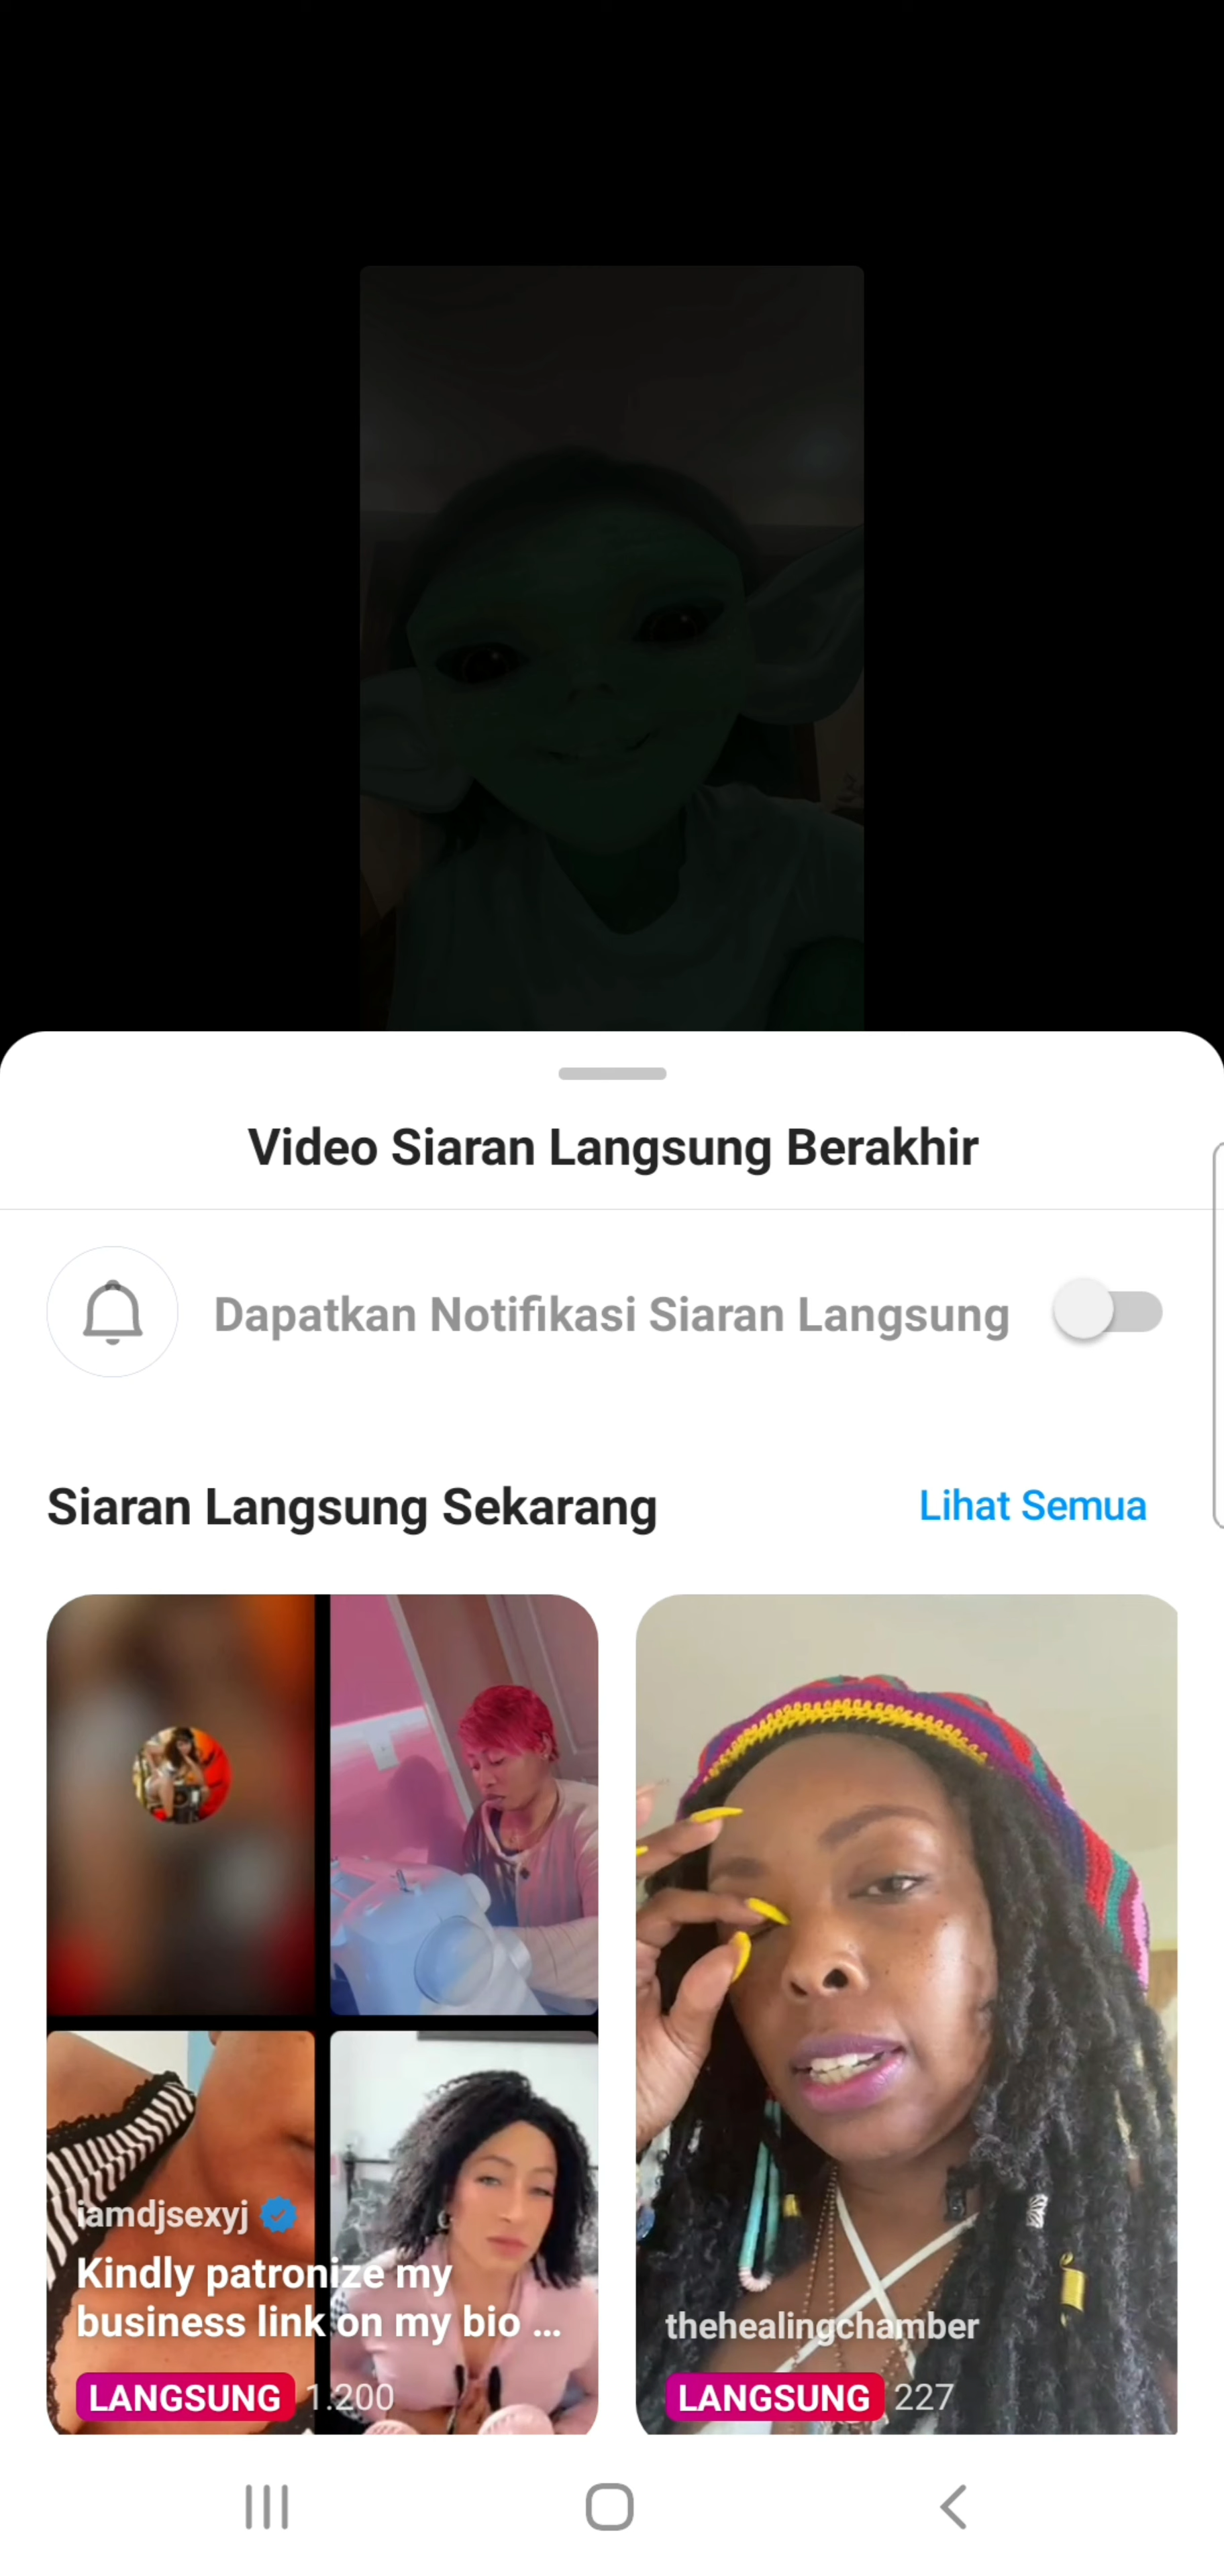 Video Siaran Langsung Berakhir
Dapatkan Notifikasi Siaran Langsung
Siaran Langsung Sekarang
Lihat Semua
iamdjsexyj
Kindly patronize my
business link on my bio ...
LANGSUNG 1.200
thehealingchamber
LANGSUNG 227